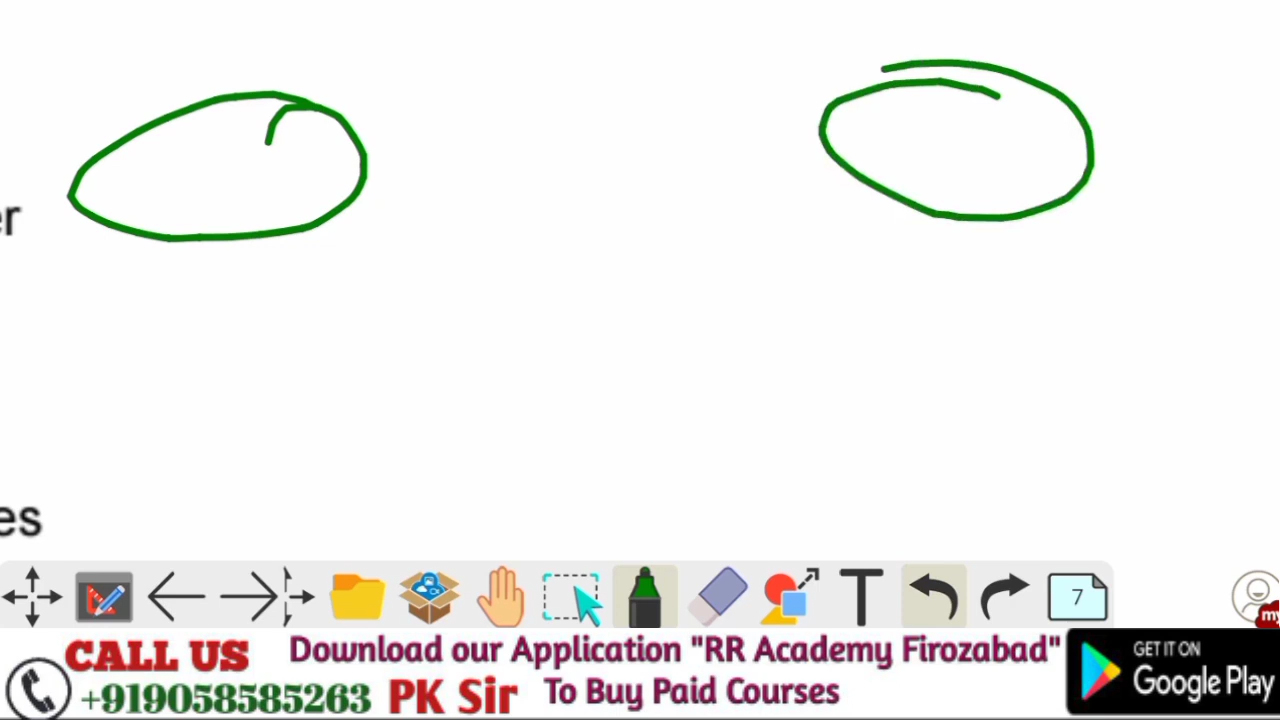 er
es
7
CALL US
+919058585263 PK Sir
Download our Application "RR Academy Firozabad"
To Buy Paid Courses
GET IT ON
Google Play
my